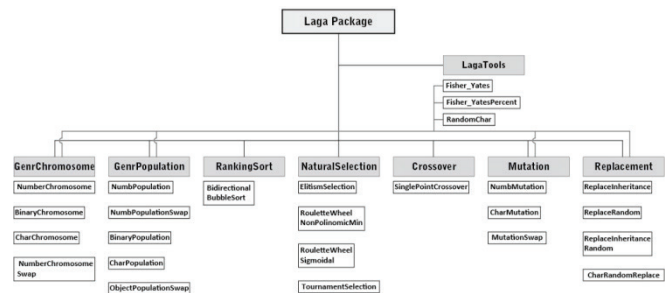 Laga Package
LagaTools
Fisher_Yates
Fisher_YatesPercent
RandomChar
GenrChromosome
GenrPopulation
RankingSort
NaturalSelection
Crossover
Mutation
Replacement
NumberChromosome
BinaryChromosome
CharChromosome
NumberChromosome
Swap
NumbPopulation
NumbPopulationSwap
BinaryPopulation
CharPopulation
ObjectPopulationSwap
Bidirectional
BubbleSort
ElitismSelection
RouletteWheel
NonPolinomicMin
RouletteWheel
Sigmoidal
TournamentSelection
SinglePointCrossover
NumbMutation
CharMutation
MutationSwap
ReplaceInheritance
ReplaceRandom
ReplaceInheritance
Random
CharRandomReplace